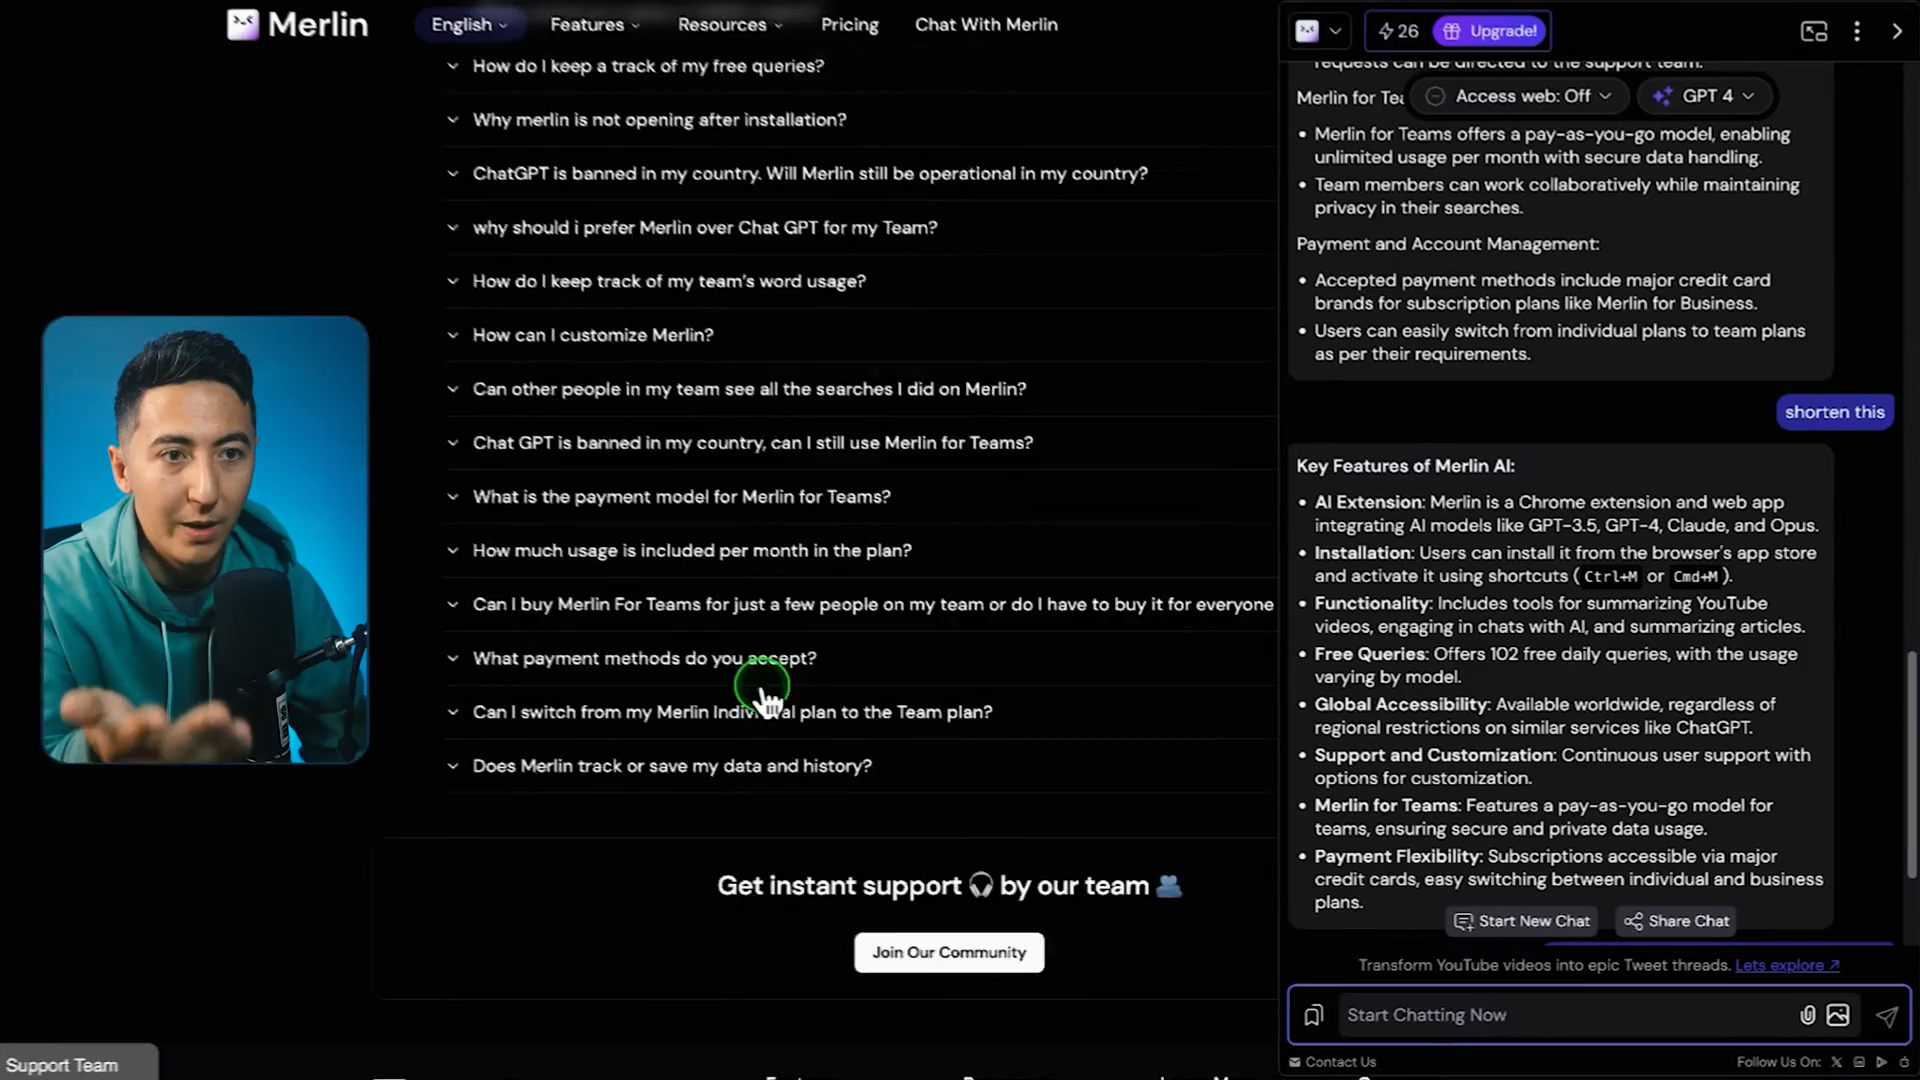 Merlin
English
Features
Resources
Pricing
Chat With Merlin
How do I keep a track of my free queries?
Why merlin is not opening after installation?
ChatGPT is banned in my country. Will Merlin still be operational in my country?
why should i prefer Merlin over Chat GPT for my Team?
How do I keep track of my team's word usage?
How can I customize Merlin?
Can other people in my team see all the searches I did on Merlin?
Chat GPT is banned in my country, can I still use Merlin for Teams?
What is the payment model for Merlin for Teams?
How much usage is included per month in the plan?
Can I buy Merlin For Teams for just a few people on my team or do I have to buy it for everyone
What payment methods do you accept?
Can I switch from my Merlin Individual plan to the Team plan?
Does Merlin track or save my data and history?
Get instant support 🎧 by our team 👥
Join Our Community
Support Team
26
Upgrade!
requests can be directed to the support team.
Merlin for Tea
Access web: Off
GPT 4
• Merlin for Teams offers a pay-as-you-go model, enabling
unlimited usage per month with secure data handling.
• Team members can work collaboratively while maintaining
privacy in their searches.
Payment and Account Management:
• Accepted payment methods include major credit card
brands for subscription plans like Merlin for Business.
• Users can easily switch from individual plans to team plans
as per their requirements.
shorten this
Key Features of Merlin AI:
• AI Extension: Merlin is a Chrome extension and web app
integrating AI models like GPT-3.5, GPT-4, Claude, and Opus.
• Installation: Users can install it from the browser's app store
and activate it using shortcuts ( Ctrl+M or Cmd+M ).
• Functionality: Includes tools for summarizing YouTube
videos, engaging in chats with AI, and summarizing articles.
• Free Queries: Offers 102 free daily queries, with the usage
varying by model.
• Global Accessibility: Available worldwide, regardless of
regional restrictions on similar services like ChatGPT.
• Support and Customization: Continuous user support with
options for customization.
• Merlin for Teams: Features a pay-as-you-go model for
teams, ensuring secure and private data usage.
• Payment Flexibility: Subscriptions accessible via major
credit cards, easy switching between individual and business
plans.
Start New Chat
Share Chat
Transform YouTube videos into epic Tweet threads. Lets explore ↗
Start Chatting Now
Contact Us
Follow Us On: